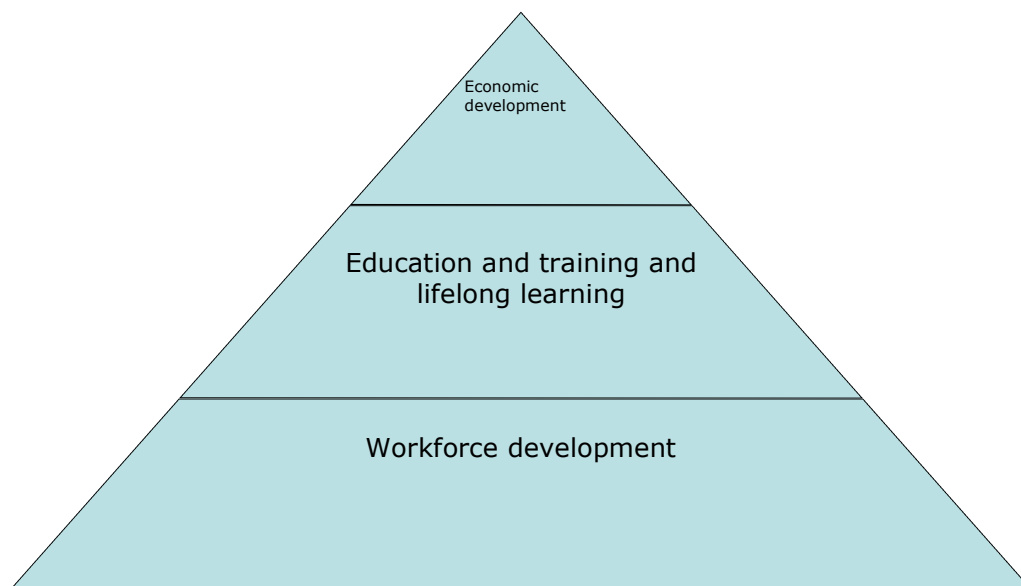 Economic
development
Education and training and
lifelong learning
Workforce development